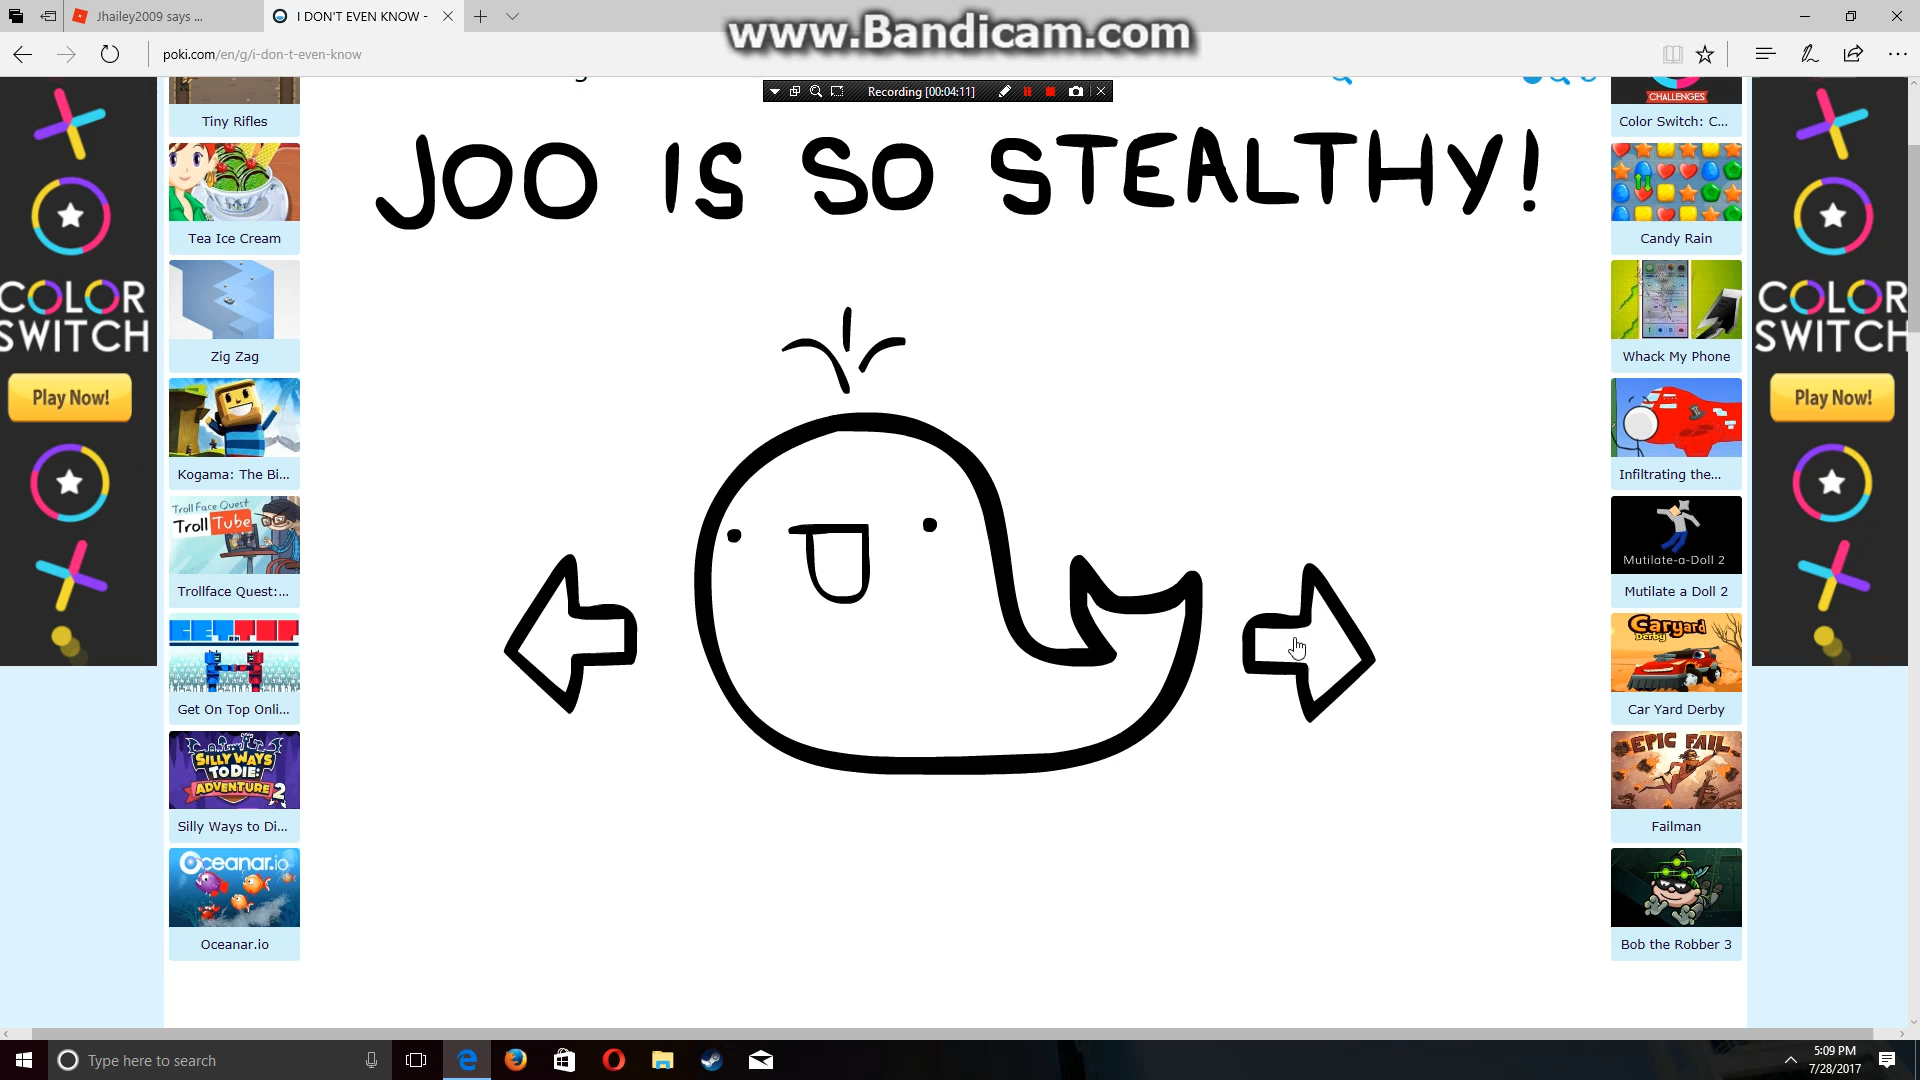 Jhailey2009 says ...
I DON'T EVEN KNOW -
www.Bandicam.com
poki.com/en/g/i-don-t-even-know
Recording [00:04:11]
JOO IS SO STEALTHY!
COLOR
SWITCH
Play Now!
Tiny Rifles
Tea Ice Cream
Zig Zag
Kogama: The Bi...
Troll Face Quest
Troll Tube
Trollface Quest:...
GET ON TOP
Get On Top Onli...
SILLY WAYS
TO DIE:
ADVENTURE 2
Silly Ways to Di...
Oceanar.io
Oceanar.io
CHALLENGES
Color Switch: C...
Candy Rain
Whack My Phone
Infiltrating the...
Mutilate-a-Doll 2
Mutilate a Doll 2
Caryard
Derby
Car Yard Derby
EPIC FAIL
Failman
Bob the Robber 3
COLOR
SWITCH
Play Now!
Type here to search
5:09 PM
7/28/2017